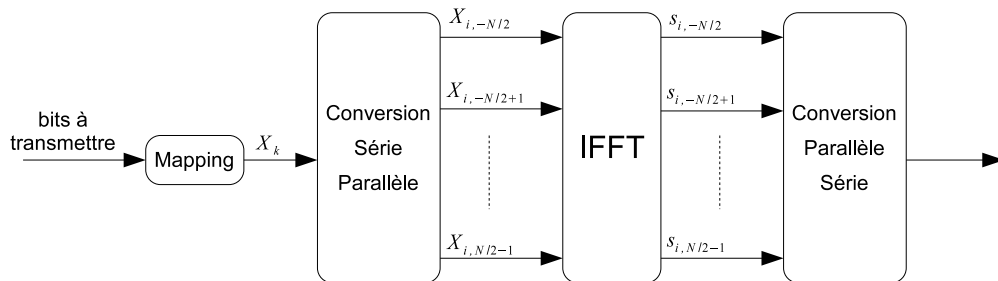 bits à
transmettre
Mapping
X_k
Conversion
Série
Parallèle
X_{i,-N/2}
X_{i,-N/2+1}
X_{i,N/2-1}
IFFT
s_{i,-N/2}
s_{i,-N/2+1}
s_{i,N/2-1}
Conversion
Parallèle
Série